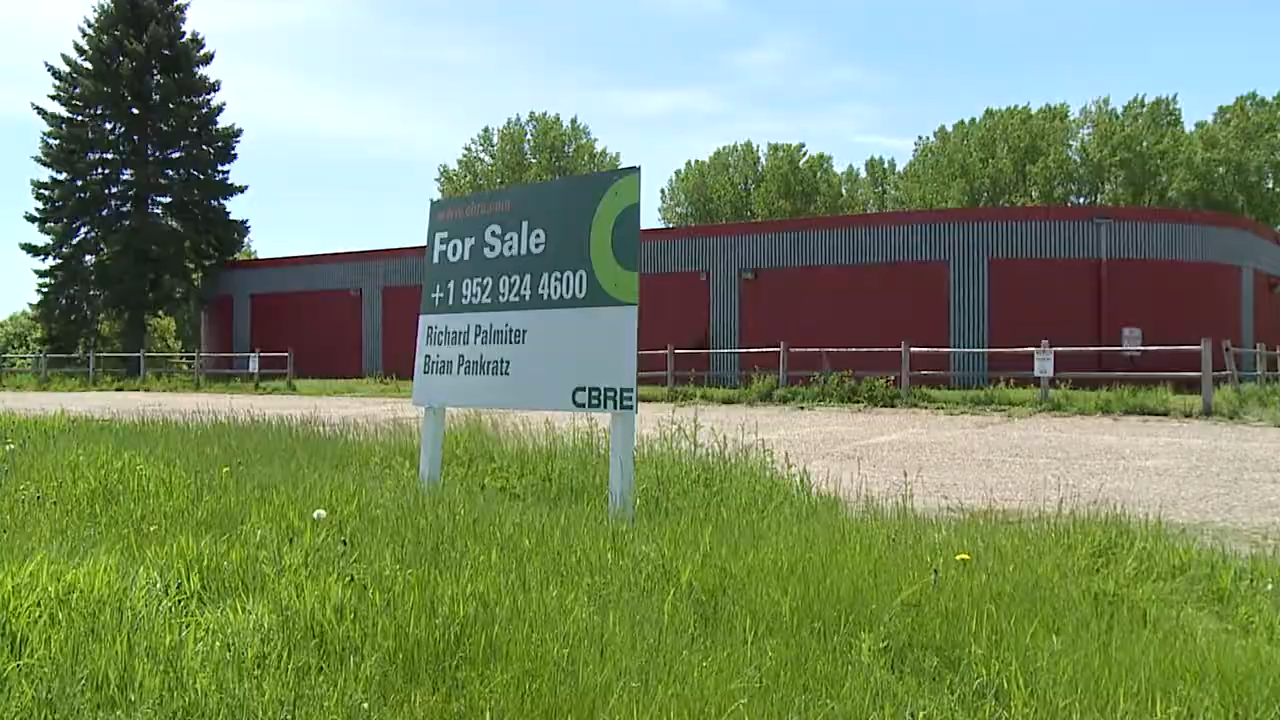 www.cbre.com
For Sale
+1 952 924 4600
Richard Palmiter
Brian Pankratz
CBRE